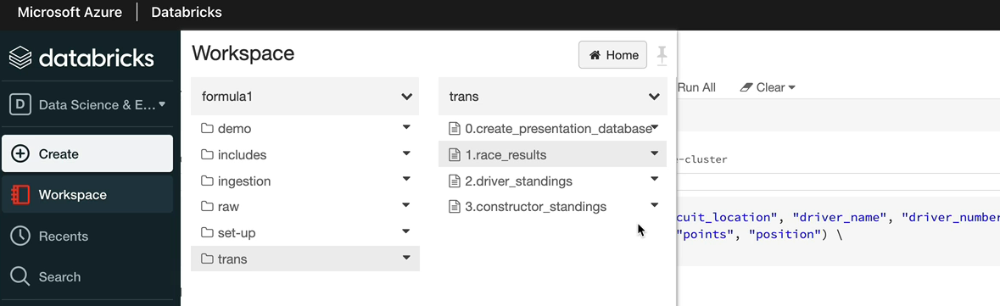 Microsoft Azure | Databricks
databricks
D Data Science & E...
Create
Workspace
Recents
Search
Workspace
Home
formula1
demo
includes
ingestion
raw
set-up
trans
trans
0.create_presentation_database
1.race_results
2.driver_standings
3.constructor_standings
Run All Clear
e-cluster
cuit_location", "driver_name", "driver_number
"points", "position") \